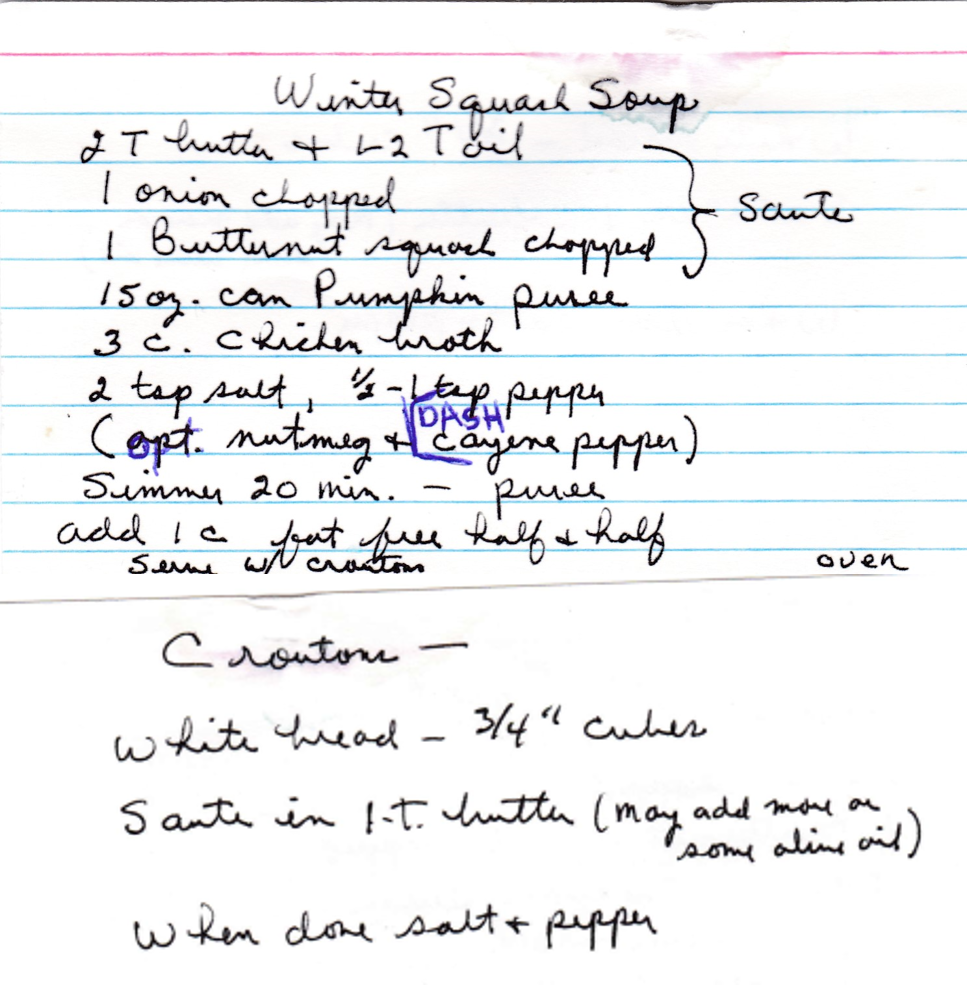 Winter Squash Soup
2 T butter + 1-2 T oil
1 onion chopped
1 Butternut squash chopped
Saute
15 oz. can Pumpkin puree
3 c. Chicken broth
2 tsp salt, 1/2 - 1 tsp pepper
DASH
(opt. nutmeg + cayene pepper)
Simmer 20 min. — puree
add 1 c fat free half & half
Serve w/ croutons
oven
Croutons —
White bread - 3/4" cubes
Saute in 1-T. butter (may add more or
some olive oil)
When done salt + pepper